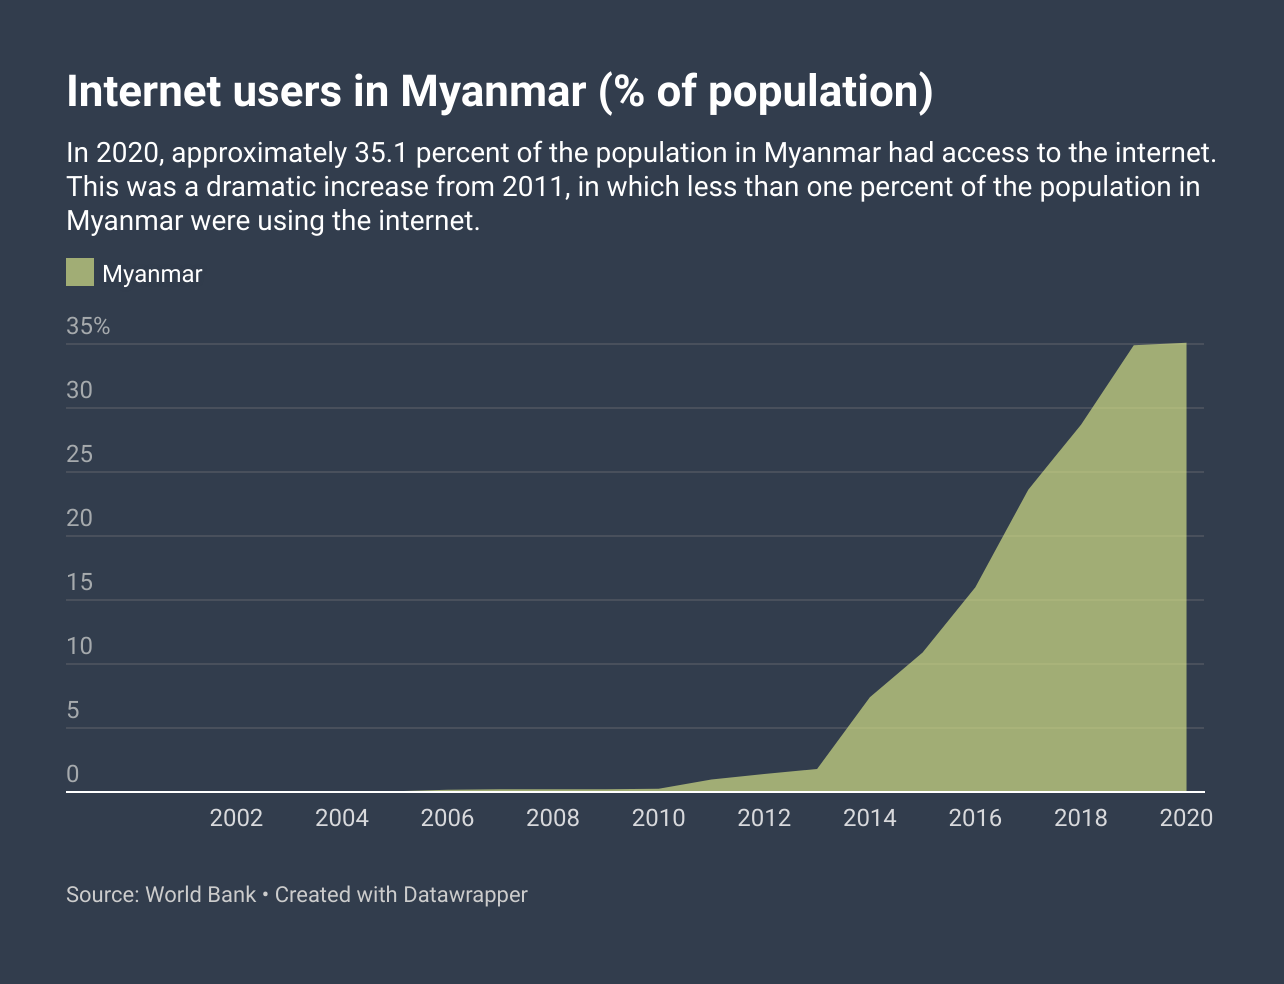 Internet users in Myanmar (% of population)
In 2020, approximately 35.1 percent of the population in Myanmar had access to the internet.
This was a dramatic increase from 2011, in which less than one percent of the population in
Myanmar were using the internet.
Myanmar
35%
30
25
20
15
10
5
0
2002 2004 2006 2008 2010 2012 2014 2016 2018 2020
Source: World Bank • Created with Datawrapper